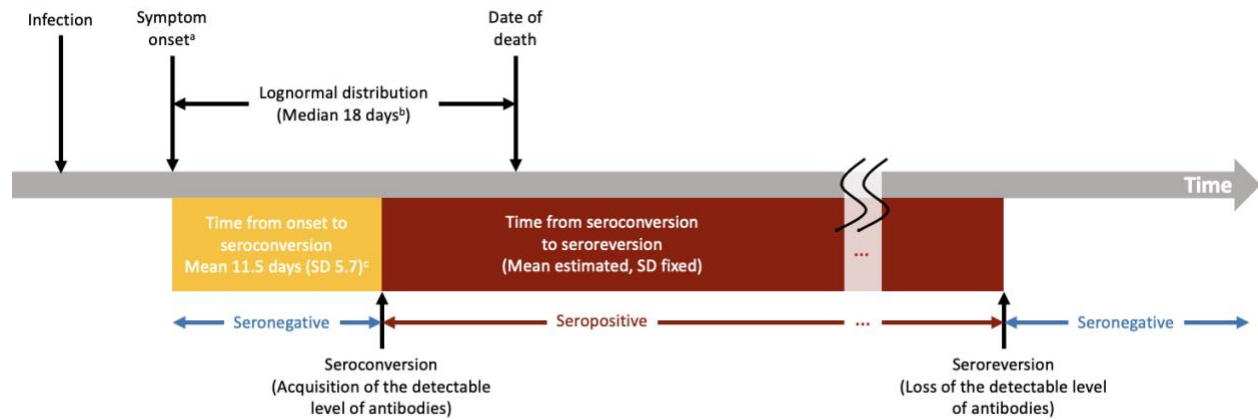 Infection
Symptom
onsetᵃ
Date of
death
Lognormal distribution
(Median 18 daysᵇ)
Time
Time from onset to
seroconversion
Mean 11.5 days (SD 5.7)ᶜ
Time from seroconversion
to seroreversion
(Mean estimated, SD fixed)
...
Seronegative
Seropositive
...
Seronegative
Seroconversion
(Acquisition of the detectable
level of antibodies)
Seroreversion
(Loss of the detectable level
of antibodies)